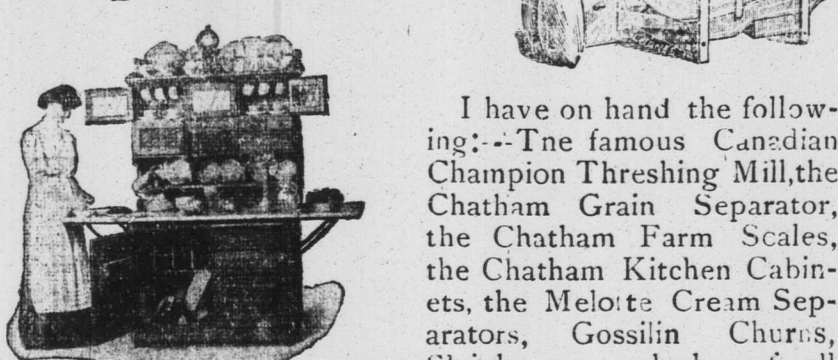 I have on hand the follow-
ing:---Tne famous Canadian
Champion Threshing Mill,the
Chatham Grain Separator,
the Chatham Farm Scales,
the Chatham Kitchen Cabin-
ets, the Melotte Cream Sep-
arators, Gossilin Churns,